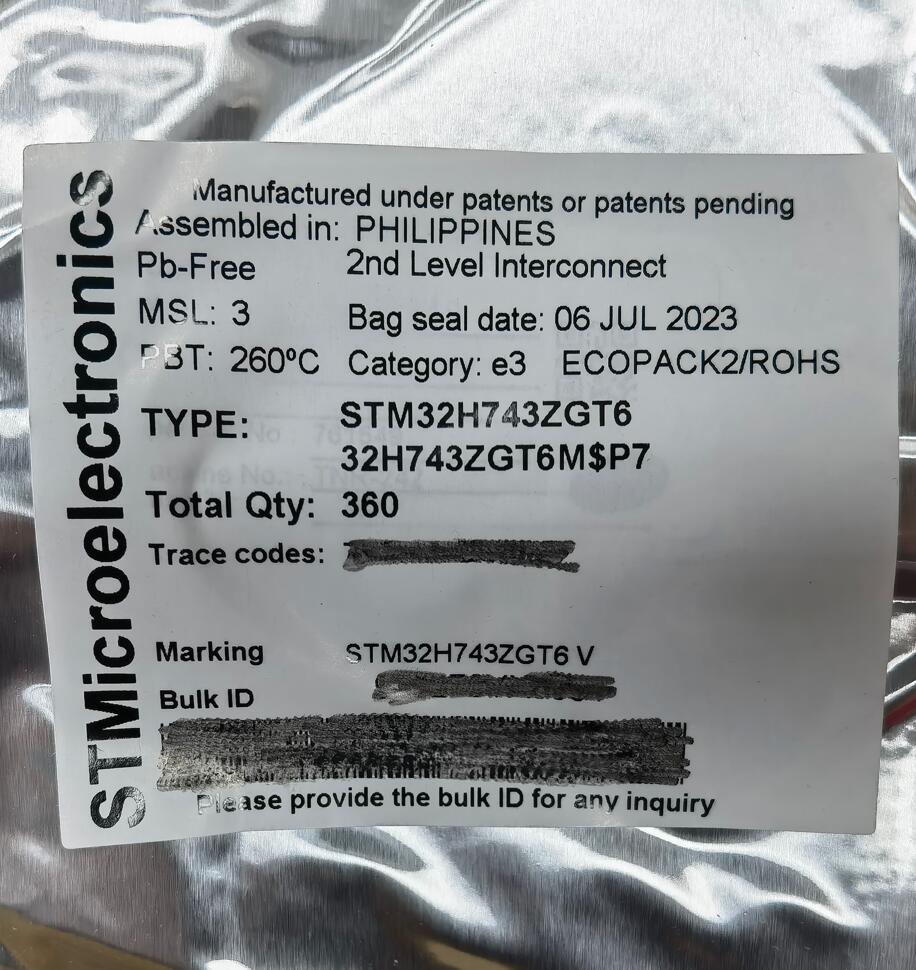 STMicroelectronics
Manufactured under patents or patents pending
Assembled in: PHILIPPINES
Pb-Free 2nd Level Interconnect
MSL: 3 Bag seal date: 06 JUL 2023
PBT: 260ºC Category: e3 ECOPACK2/ROHS
TYPE: STM32H743ZGT6
32H743ZGT6M$P7
Total Qty: 360
Trace codes:
Marking STM32H743ZGT6 V
Bulk ID
Please provide the bulk ID for any inquiry